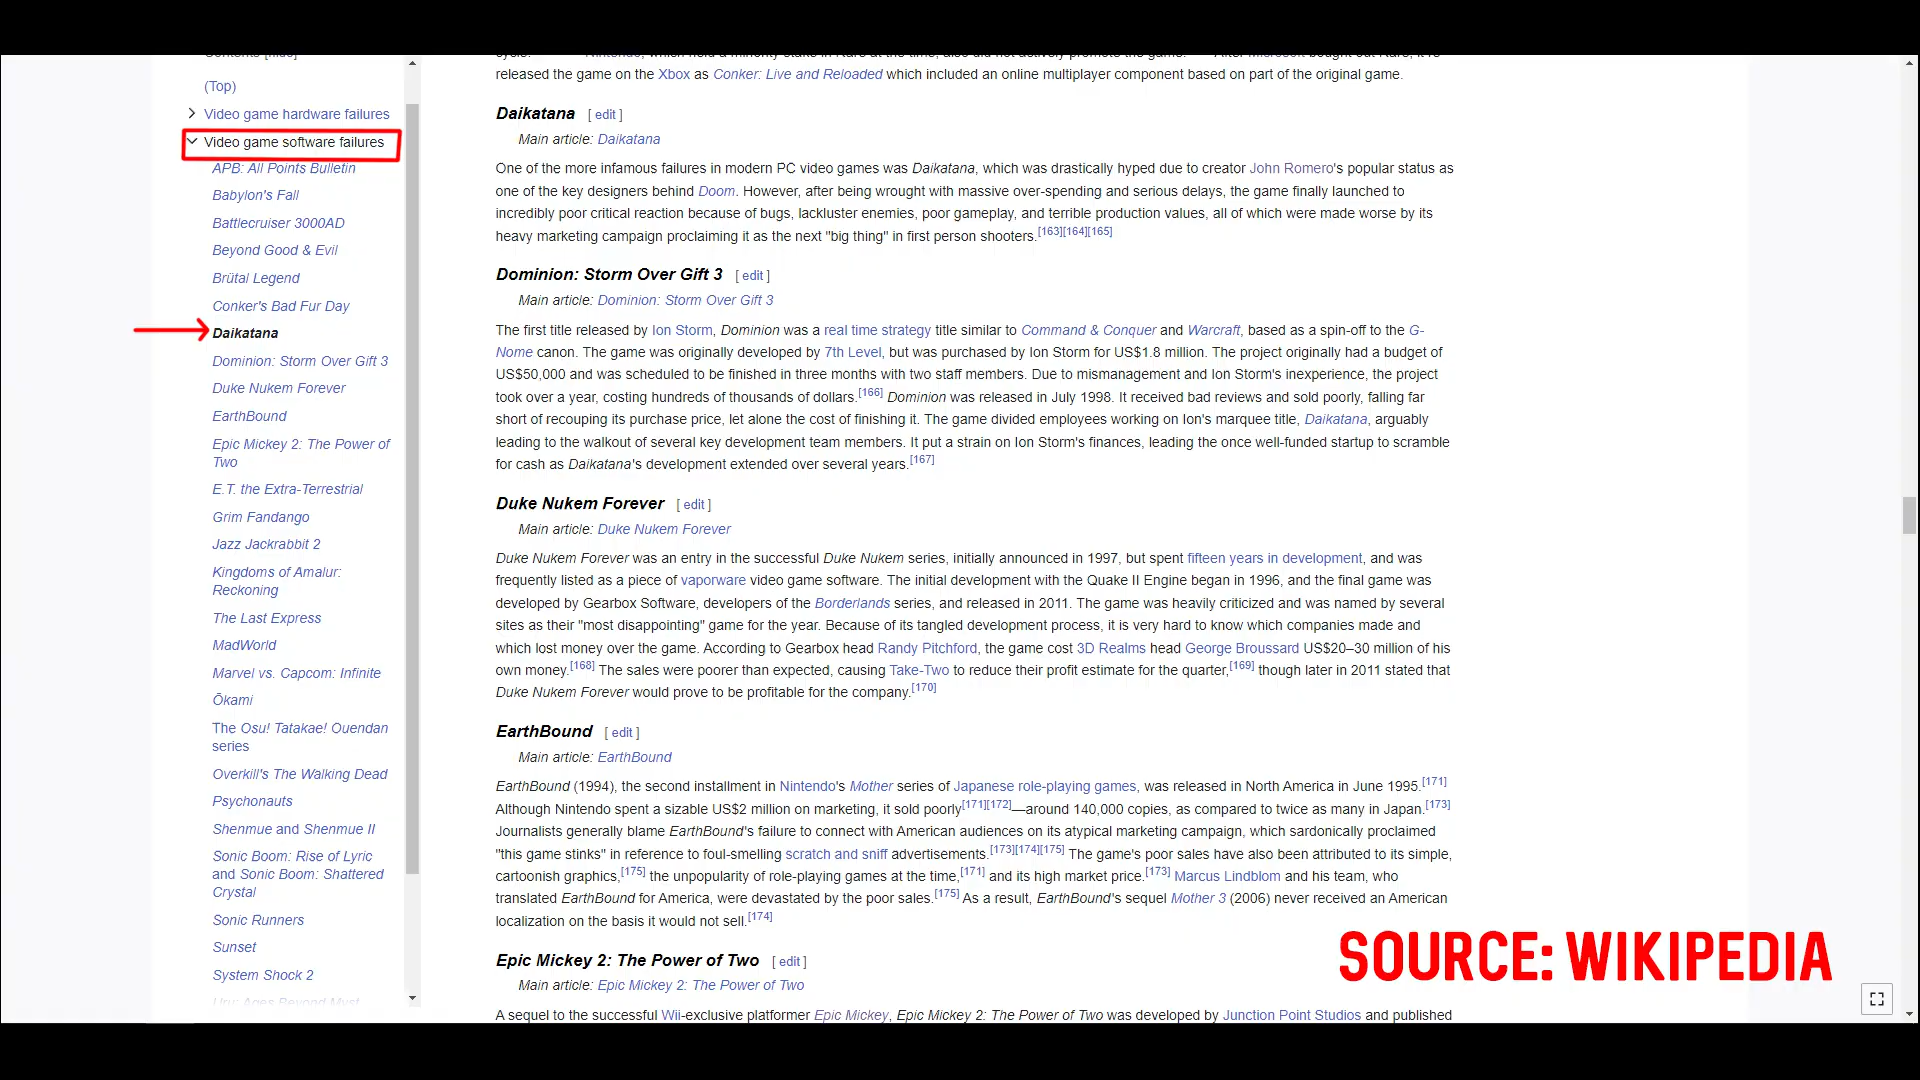 Contents [hide]
(Top)
Video game hardware failures
Video game software failures
APB: All Points Bulletin
Babylon's Fall
Battlecruiser 3000AD
Beyond Good & Evil
Brütal Legend
Conker's Bad Fur Day
Daikatana
Dominion: Storm Over Gift 3
Duke Nukem Forever
EarthBound
Epic Mickey 2: The Power of
Two
E.T. the Extra-Terrestrial
Grim Fandango
Jazz Jackrabbit 2
Kingdoms of Amalur:
Reckoning
The Last Express
MadWorld
Marvel vs. Capcom: Infinite
Ōkami
The Osu! Tatakae! Ouendan
series
Overkill's The Walking Dead
Psychonauts
Shenmue and Shenmue II
Sonic Boom: Rise of Lyric
and Sonic Boom: Shattered
Crystal
Sonic Runners
Sunset
System Shock 2
Uru: Ages Beyond Myst
released the game on the Xbox as Conker: Live and Reloaded which included an online multiplayer component based on part of the original game.
Daikatana [ edit ]
Main article: Daikatana
One of the more infamous failures in modern PC video games was Daikatana, which was drastically hyped due to creator John Romero's popular status as
one of the key designers behind Doom. However, after being wrought with massive over-spending and serious delays, the game finally launched to
incredibly poor critical reaction because of bugs, lackluster enemies, poor gameplay, and terrible production values, all of which were made worse by its
heavy marketing campaign proclaiming it as the next "big thing" in first person shooters.[163][164][165]
Dominion: Storm Over Gift 3 [ edit ]
Main article: Dominion: Storm Over Gift 3
The first title released by Ion Storm, Dominion was a real time strategy title similar to Command & Conquer and Warcraft, based as a spin-off to the G-
Nome canon. The game was originally developed by 7th Level, but was purchased by Ion Storm for US$1.8 million. The project originally had a budget of
US$50,000 and was scheduled to be finished in three months with two staff members. Due to mismanagement and Ion Storm's inexperience, the project
took over a year, costing hundreds of thousands of dollars.[166] Dominion was released in July 1998. It received bad reviews and sold poorly, falling far
short of recouping its purchase price, let alone the cost of finishing it. The game divided employees working on Ion's marquee title, Daikatana, arguably
leading to the walkout of several key development team members. It put a strain on Ion Storm's finances, leading the once well-funded startup to scramble
for cash as Daikatana's development extended over several years.[167]
Duke Nukem Forever [ edit ]
Main article: Duke Nukem Forever
Duke Nukem Forever was an entry in the successful Duke Nukem series, initially announced in 1997, but spent fifteen years in development, and was
frequently listed as a piece of vaporware video game software. The initial development with the Quake II Engine began in 1996, and the final game was
developed by Gearbox Software, developers of the Borderlands series, and released in 2011. The game was heavily criticized and was named by several
sites as their "most disappointing" game for the year. Because of its tangled development process, it is very hard to know which companies made and
which lost money over the game. According to Gearbox head Randy Pitchford, the game cost 3D Realms head George Broussard US$20–30 million of his
own money.[168] The sales were poorer than expected, causing Take-Two to reduce their profit estimate for the quarter,[169] though later in 2011 stated that
Duke Nukem Forever would prove to be profitable for the company.[170]
EarthBound [ edit ]
Main article: EarthBound
EarthBound (1994), the second installment in Nintendo's Mother series of Japanese role-playing games, was released in North America in June 1995.[171]
Although Nintendo spent a sizable US$2 million on marketing, it sold poorly[171][172]—around 140,000 copies, as compared to twice as many in Japan.[173]
Journalists generally blame EarthBound's failure to connect with American audiences on its atypical marketing campaign, which sardonically proclaimed
"this game stinks" in reference to foul-smelling scratch and sniff advertisements.[173][174][175] The game's poor sales have also been attributed to its simple,
cartoonish graphics,[175] the unpopularity of role-playing games at the time,[171] and its high market price.[173] Marcus Lindblom and his team, who
translated EarthBound for America, were devastated by the poor sales.[175] As a result, EarthBound's sequel Mother 3 (2006) never received an American
localization on the basis it would not sell.[174]
Epic Mickey 2: The Power of Two [ edit ]
Main article: Epic Mickey 2: The Power of Two
A sequel to the successful Wii-exclusive platformer Epic Mickey, Epic Mickey 2: The Power of Two was developed by Junction Point Studios and published
SOURCE: WIKIPEDIA